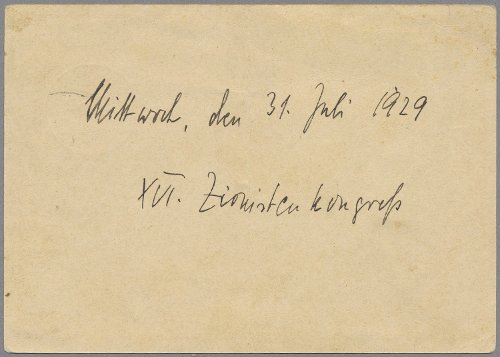 Mittwoch, den 31. Juli 1929
XVI. Zionistenkongreß